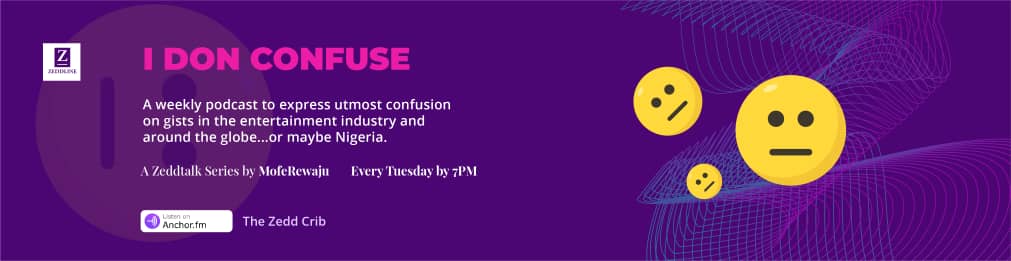 Z
ZEDDLINE
I DON CONFUSE
A weekly podcast to express utmost confusion
on gists in the entertainment industry and
around the globe...or maybe Nigeria.
A Zeddtalk Series by MofeRewaju
Every Tuesday by 7PM
Listen on
Anchor.fm
The Zedd Crib